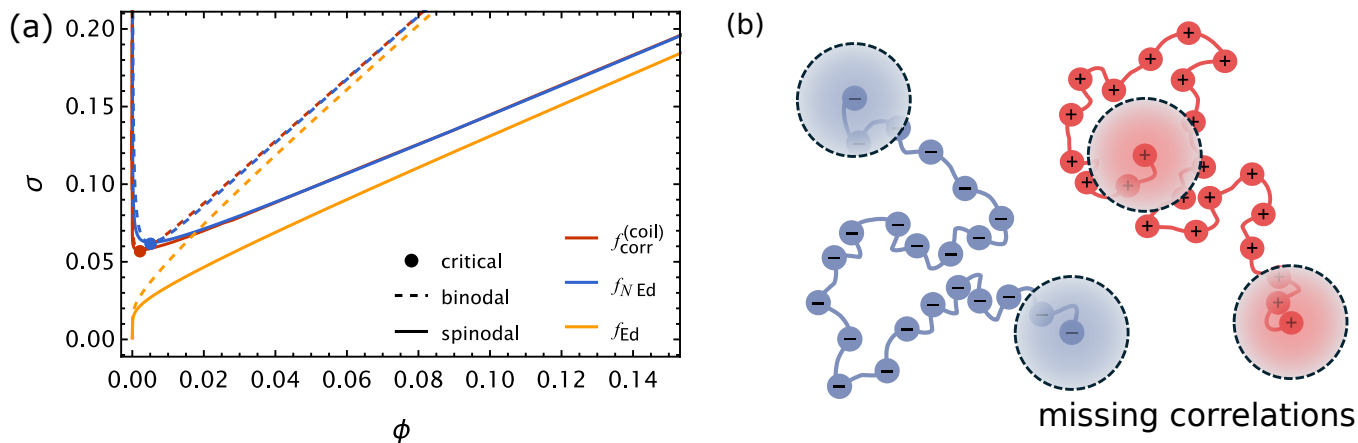 (a)
0.20
0.15
0.10
0.05
0.00
σ
critical
binodal
spinodal
f_corr^(coil)
f_N Ed
f_Ed
0.00 0.02 0.04 0.06 0.08 0.10 0.12 0.14
ϕ
(b)
missing correlations